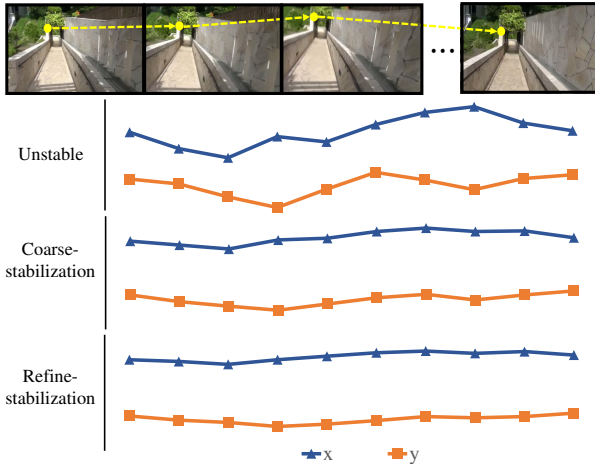 Unstable
Coarse-
stabilization
Refine-
stabilization
x
y